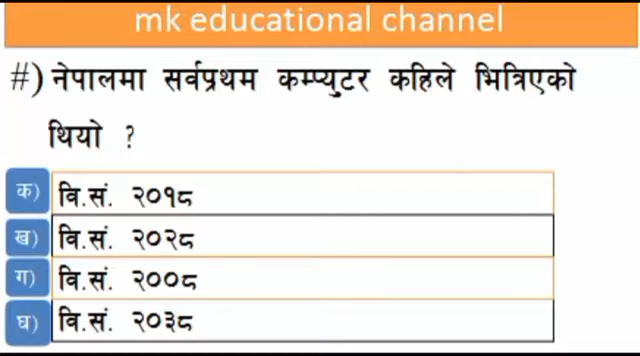 mk educational channel
#) नेपालमा सर्वप्रथम कम्प्युटर कहिले भित्रिएको
थियो ?
क) वि.सं. २०१८
ख) वि.सं. २०२८
ग) वि.सं. २००८
घ) वि.सं. २०३८